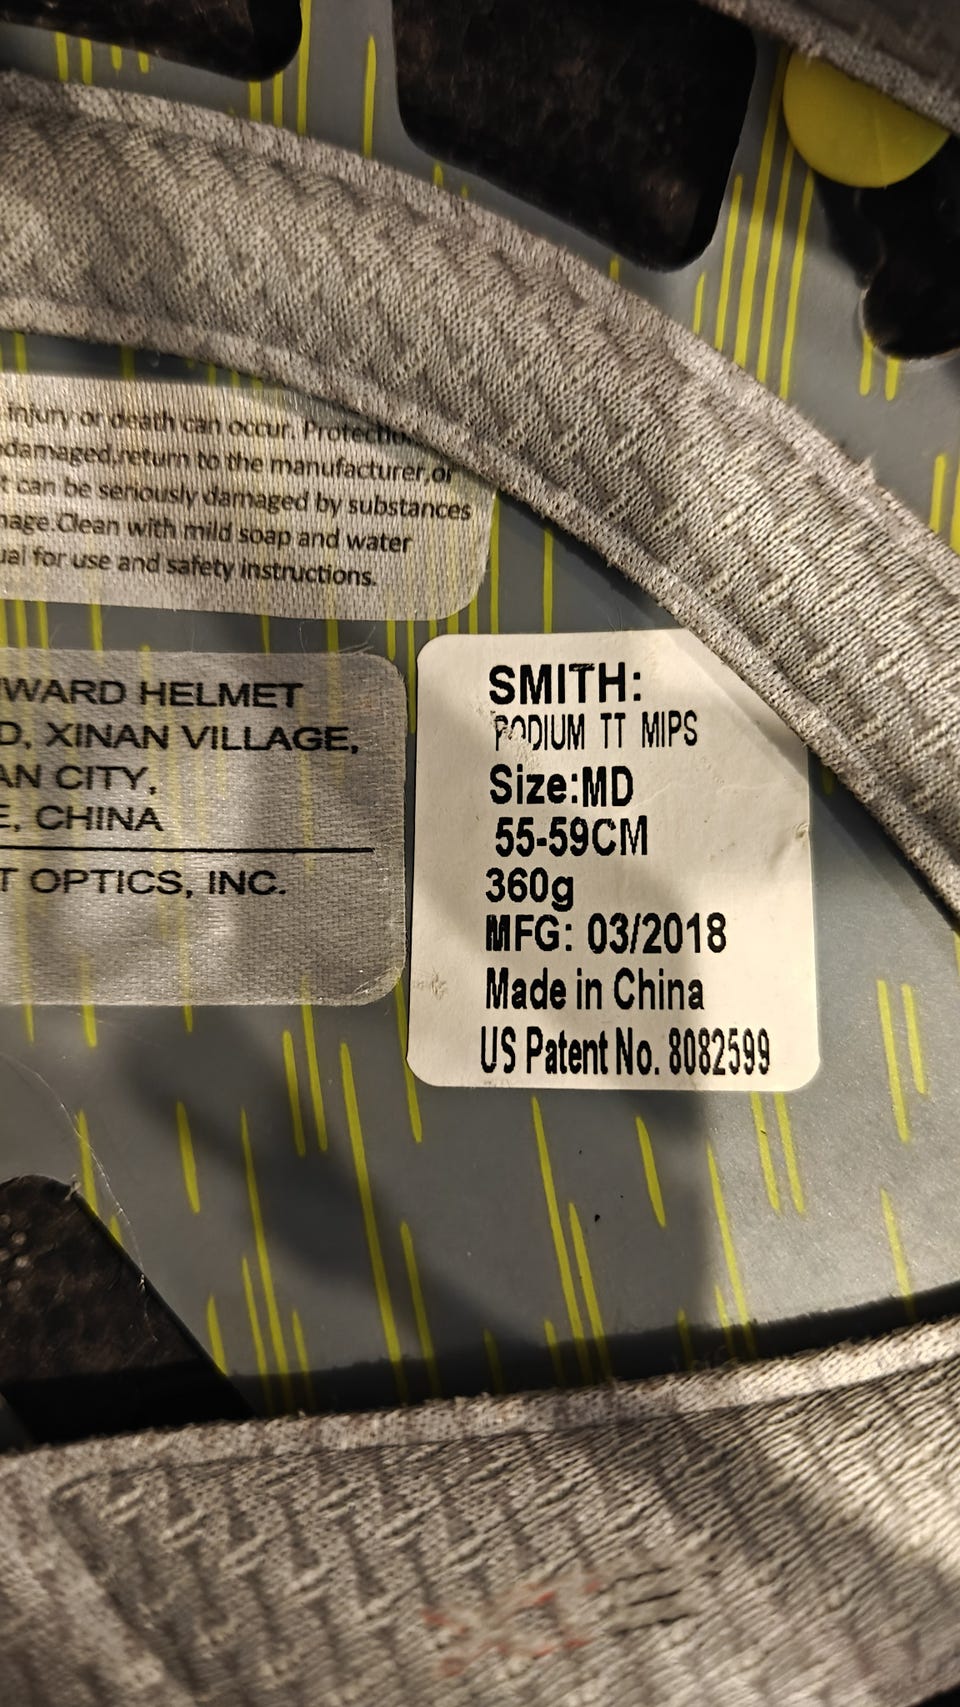 injury or death can occur. Protection
damaged,return to the manufacturer,or
t can be seriously damaged by substances
nage.Clean with mild soap and water
ual for use and safety instructions.
WARD HELMET
D, XINAN VILLAGE,
AN CITY,
E, CHINA
T OPTICS, INC.
SMITH:
PODIUM TT MIPS
Size:MD
55-59CM
360g
MFG: 03/2018
Made in China
US Patent No. 8082599